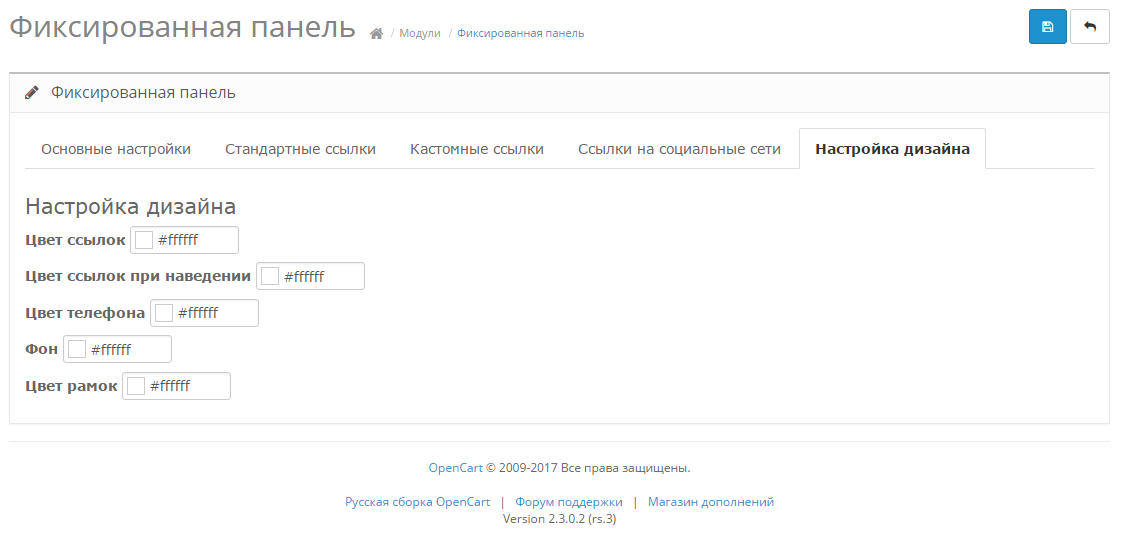 Фиксированная панель / Модули / Фиксированная панель
Фиксированная панель
Основные настройки Стандартные ссылки Кастомные ссылки Ссылки на социальные сети Настройка дизайна
Настройка дизайна
Цвет ссылок #ffffff
Цвет ссылок при наведении #ffffff
Цвет телефона #ffffff
Фон #ffffff
Цвет рамок #ffffff
OpenCart © 2009-2017 Все права защищены.
Русская сборка OpenCart | Форум поддержки | Магазин дополнений
Version 2.3.0.2 (rs.3)